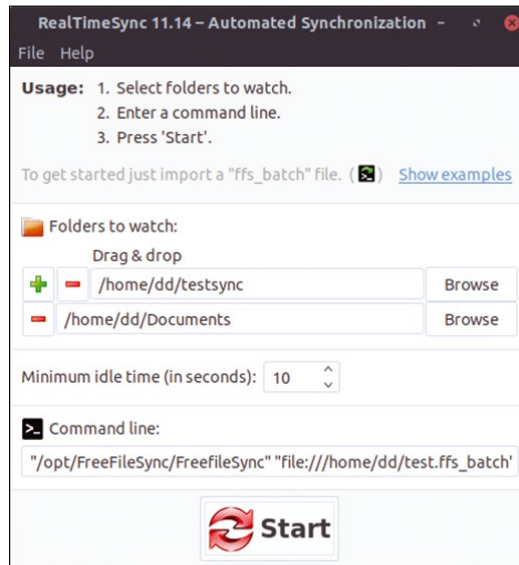 RealTimeSync 11.14 – Automated Synchronization
File Help
Usage: 1. Select folders to watch.
2. Enter a command line.
3. Press 'Start'.
To get started just import a "ffs_batch" file. ( ) Show examples
Folders to watch:
Drag & drop
/home/dd/testsync Browse
/home/dd/Documents Browse
Minimum idle time (in seconds): 10
Command line:
"/opt/FreeFileSync/FreefileSync" "file:///home/dd/test.ffs_batch"
Start